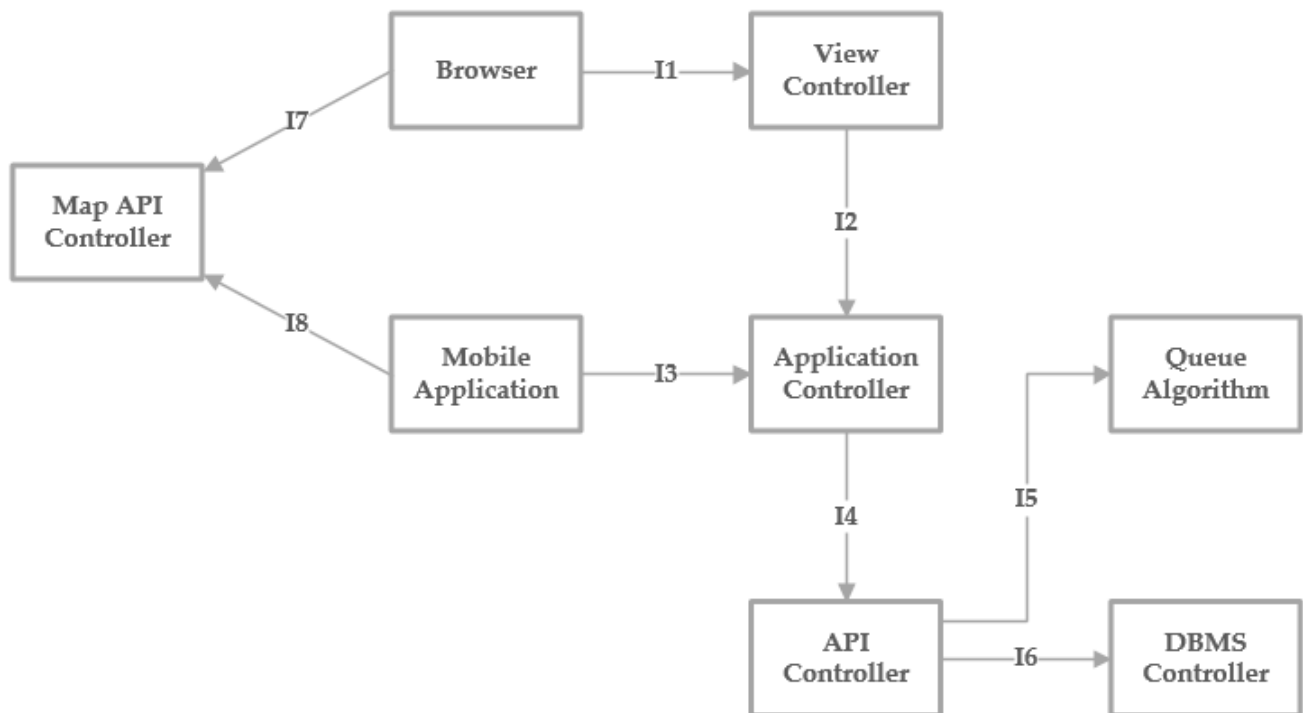 Browser
I1
View
Controller
I7
Map API
Controller
I2
I8
Mobile
Application
I3
Application
Controller
Queue
Algorithm
I4
I5
API
Controller
I6
DBMS
Controller